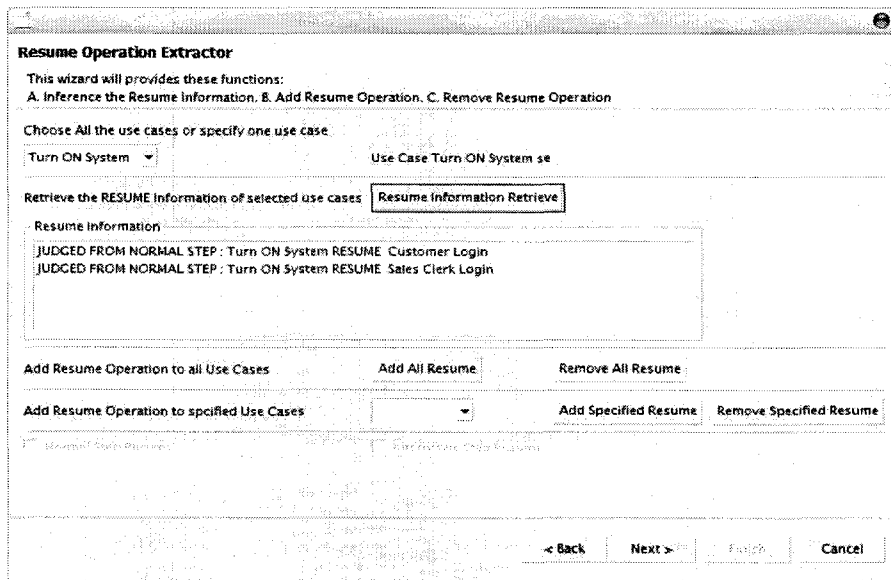 Resume Operation Extractor
This wizard will provides these functions:
A. Inference the Resume Information, B. Add Resume Operation, C. Remove Resume Operation
Choose All the use cases or specify one use case
Turn ON System Use Case Turn ON System se
Retrieve the RESUME Information of selected use cases Resume Information Retrieve
Resume Information
JUDGED FROM NORMAL STEP : Turn ON System RESUME Customer Login
JUDGED FROM NORMAL STEP : Turn ON System RESUME Sales Clerk Login
Add Resume Operation to all Use Cases Add All Resume Remove All Resume
Add Resume Operation to spcified Use Cases Add Specified Resume Remove Specified Resume
< Back Next > Finish Cancel